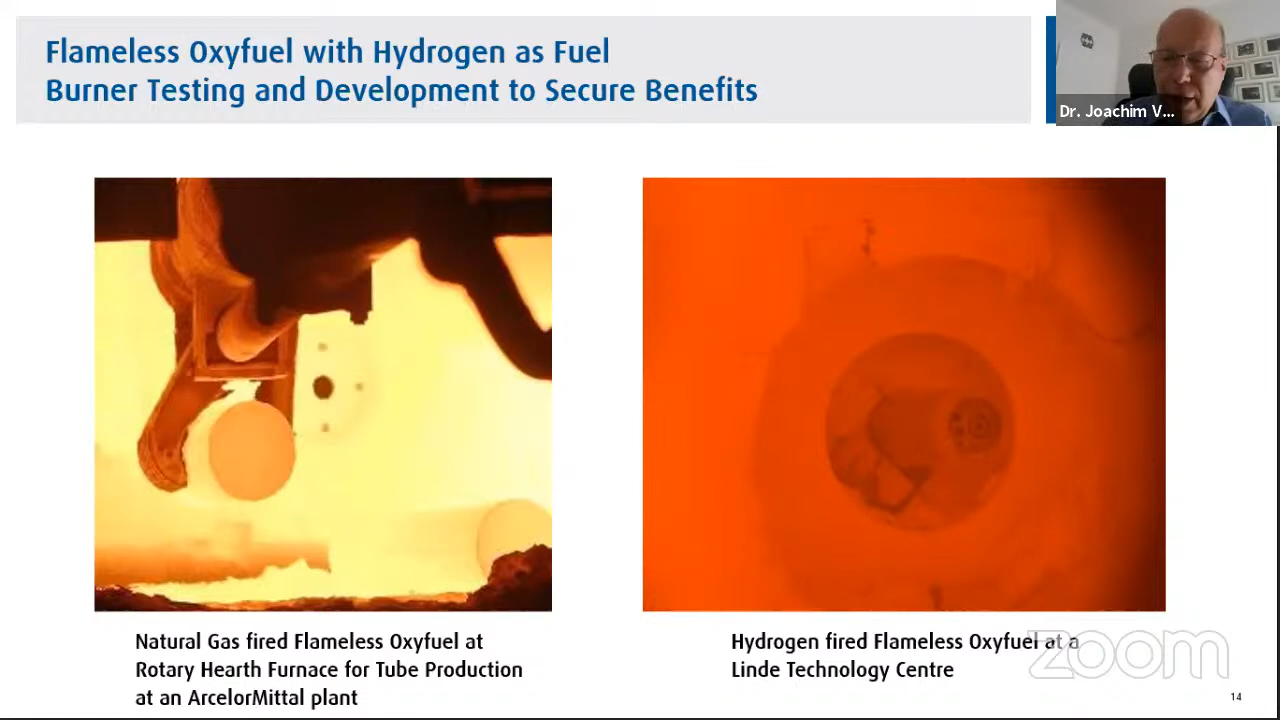 Flameless Oxyfuel with Hydrogen as Fuel
Burner Testing and Development to Secure Benefits
Dr. Joachim V...
Natural Gas fired Flameless Oxyfuel at
Rotary Hearth Furnace for Tube Production
at an ArcelorMittal plant
Hydrogen fired Flameless Oxyfuel at a
Linde Technology Centre
zoom
14